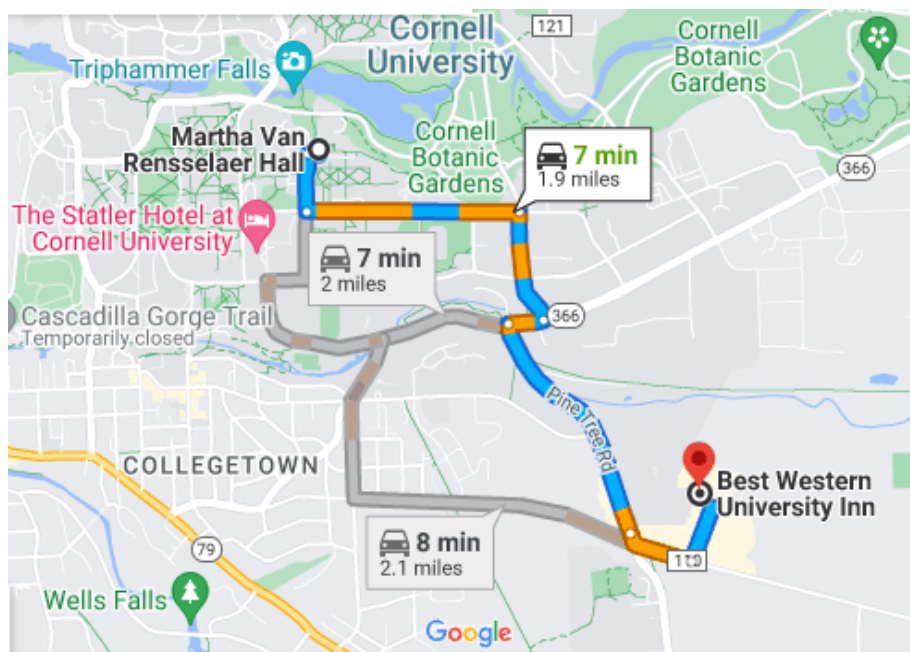 Cornell
University
121
Cornell
Botanic
Gardens
Triphammer Falls
Martha Van
Rensselaer Hall
Cornell
Botanic
Gardens
7 min
1.9 miles
366
The Statler Hotel at
Cornell University
7 min
2 miles
Cascadilla Gorge Trail
Temporarily closed
366
Pine Tree Rd
COLLEGETOWN
Best Western
University Inn
8 min
2.1 miles
79
Wells Falls
Google